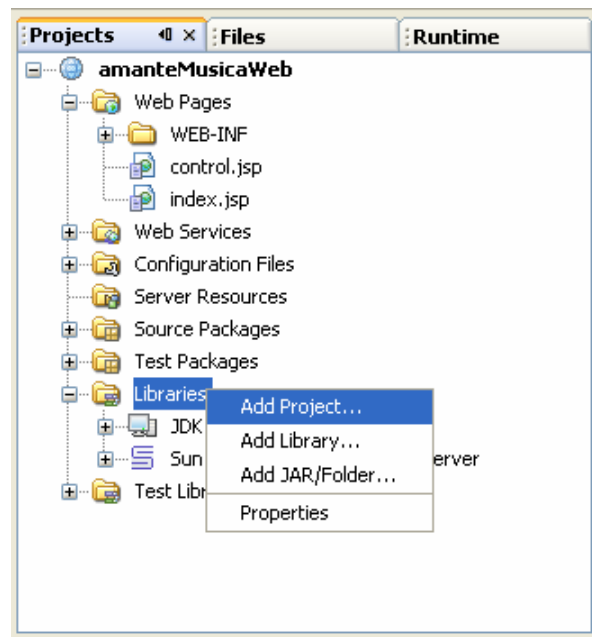 Projects
Files
Runtime
amanteMusicaWeb
Web Pages
WEB-INF
control.jsp
index.jsp
Web Services
Configuration Files
Server Resources
Source Packages
Test Packages
Libraries
Add Project...
JDK
Add Library...
Sun
erver
Add JAR/Folder...
Test Libr
Properties